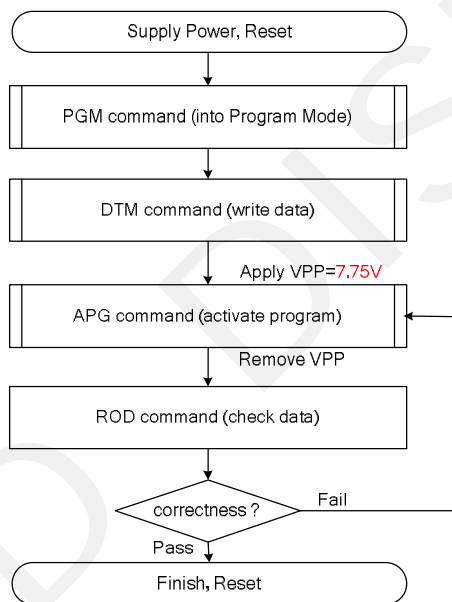 Supply Power, Reset
PGM command (into Program Mode)
DTM command (write data)
Apply VPP=7.75V
APG command (activate program)
Remove VPP
ROD command (check data)
correctness ?
Fail
Pass
Finish, Reset